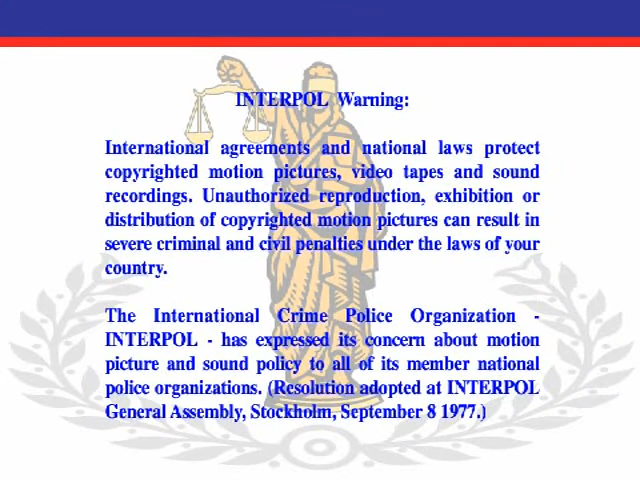 INTERPOL Warning:
International agreements and national laws protect
copyrighted motion pictures, video tapes and sound
recordings. Unauthorized reproduction, exhibition or
distribution of copyrighted motion pictures can result in
severe criminal and civil penalties under the laws of your
country.
The International Crime Police Organization -
INTERPOL - has expressed its concern about motion
picture and sound policy to all of its member national
police organizations. (Resolution adopted at INTERPOL
General Assembly, Stockholm, September 8 1977.)